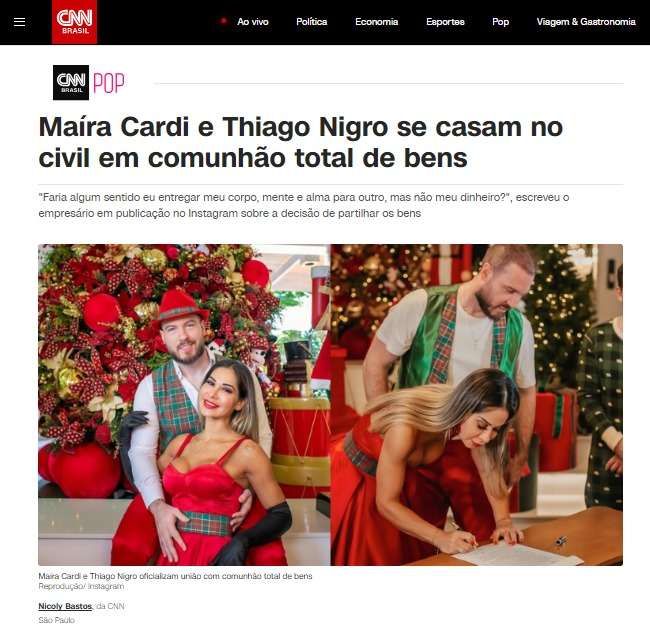 CNN
BRASIL
Ao vivo
Política
Economia
Esportes
Pop
Viagem & Gastronomia
CNN
BRASIL
POP
Maíra Cardi e Thiago Nigro se casam no
civil em comunhão total de bens
"Faria algum sentido eu entregar meu corpo, mente e alma para outro, mas não meu dinheiro?", escreveu o
empresário em publicação no Instagram sobre a decisão de partilhar os bens
Maíra Cardi e Thiago Nigro oficializam união com comunhão total de bens
Reprodução/ Instagram
Nicoly Bastos, da CNN
São Paulo